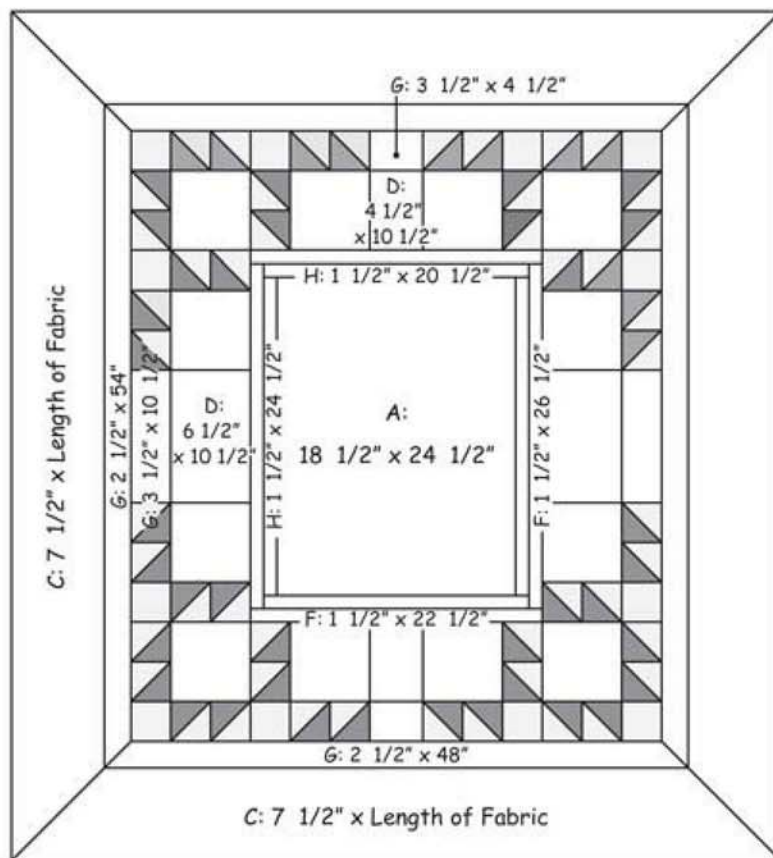 G: 3 1/2" x 4 1/2"
D:
4 1/2"
x 10 1/2"
H: 1 1/2" x 20 1/2"
C: 7 1/2" x Length of Fabric
G: 2 1/2" x 54"
G: 3 1/2" x 10 1/2"
D:
6 1/2"
x 10 1/2"
H: 1 1/2" x 24 1/2"
A:
18 1/2" x 24 1/2"
F: 1 1/2" x 26 1/2"
F: 1 1/2" x 22 1/2"
G: 2 1/2" x 48"
C: 7 1/2" x Length of Fabric